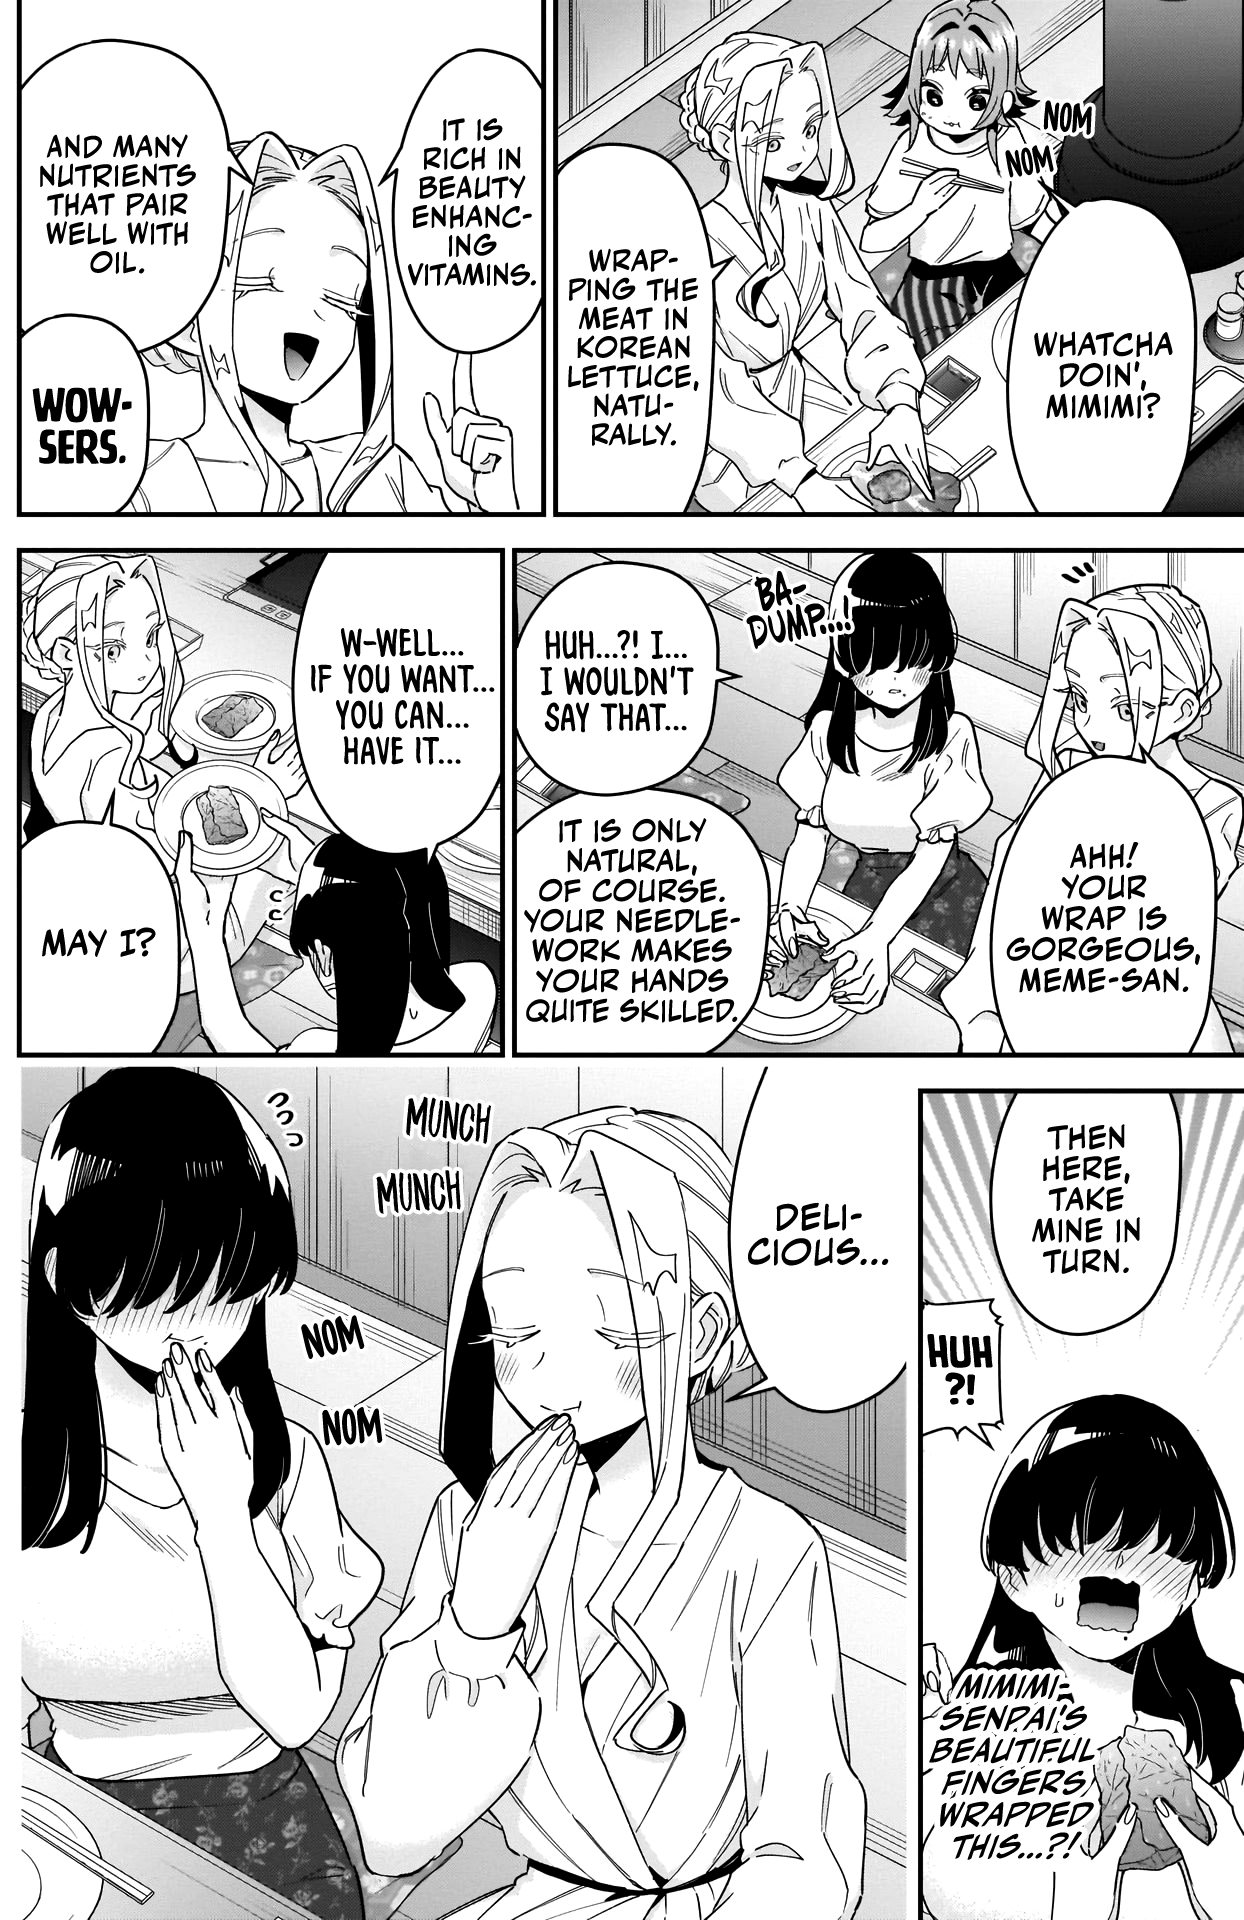 NOM
NOM
WHATCHA
DOIN',
MIMIMI?
WRAP-
PING THE
MEAT IN
KOREAN
LETTUCE,
NATU-
RALLY.
IT IS
RICH IN
BEAUTY
ENHANC-
ING
VITAMINS.
AND MANY
NUTRIENTS
THAT PAIR
WELL WITH
OIL.
WOW-
SERS.
AHH!
YOUR
WRAP IS
GORGEOUS,
MEME-SAN.
BA-
DUMP...!
HUH...?! I...
I WOULDN'T
SAY THAT...
IT IS ONLY
NATURAL,
OF COURSE.
YOUR NEEDLE-
WORK MAKES
YOUR HANDS
QUITE SKILLED.
W-WELL...
IF YOU WANT...
YOU CAN...
HAVE IT...
MAY I?
THEN
HERE,
TAKE
MINE IN
TURN.
HUH
?!
MIMIMI-
SENPAI'S
BEAUTIFUL
FINGERS
WRAPPED
THIS...?!
DELI-
CIOUS...
MUNCH
MUNCH
NOM
NOM
っっっ